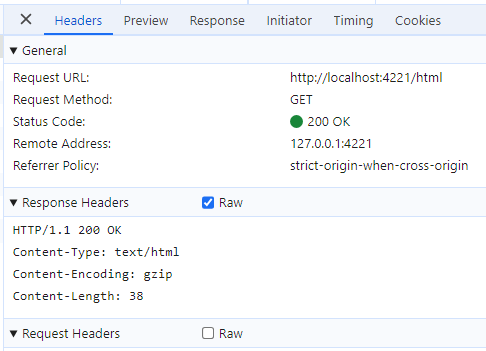 Headers Preview Response Initiator Timing Cookies
General
Request URL: http://localhost:4221/html
Request Method: GET
Status Code: 200 OK
Remote Address: 127.0.0.1:4221
Referrer Policy: strict-origin-when-cross-origin
Response Headers Raw
HTTP/1.1 200 OK
Content-Type: text/html
Content-Encoding: gzip
Content-Length: 38
Request Headers Raw